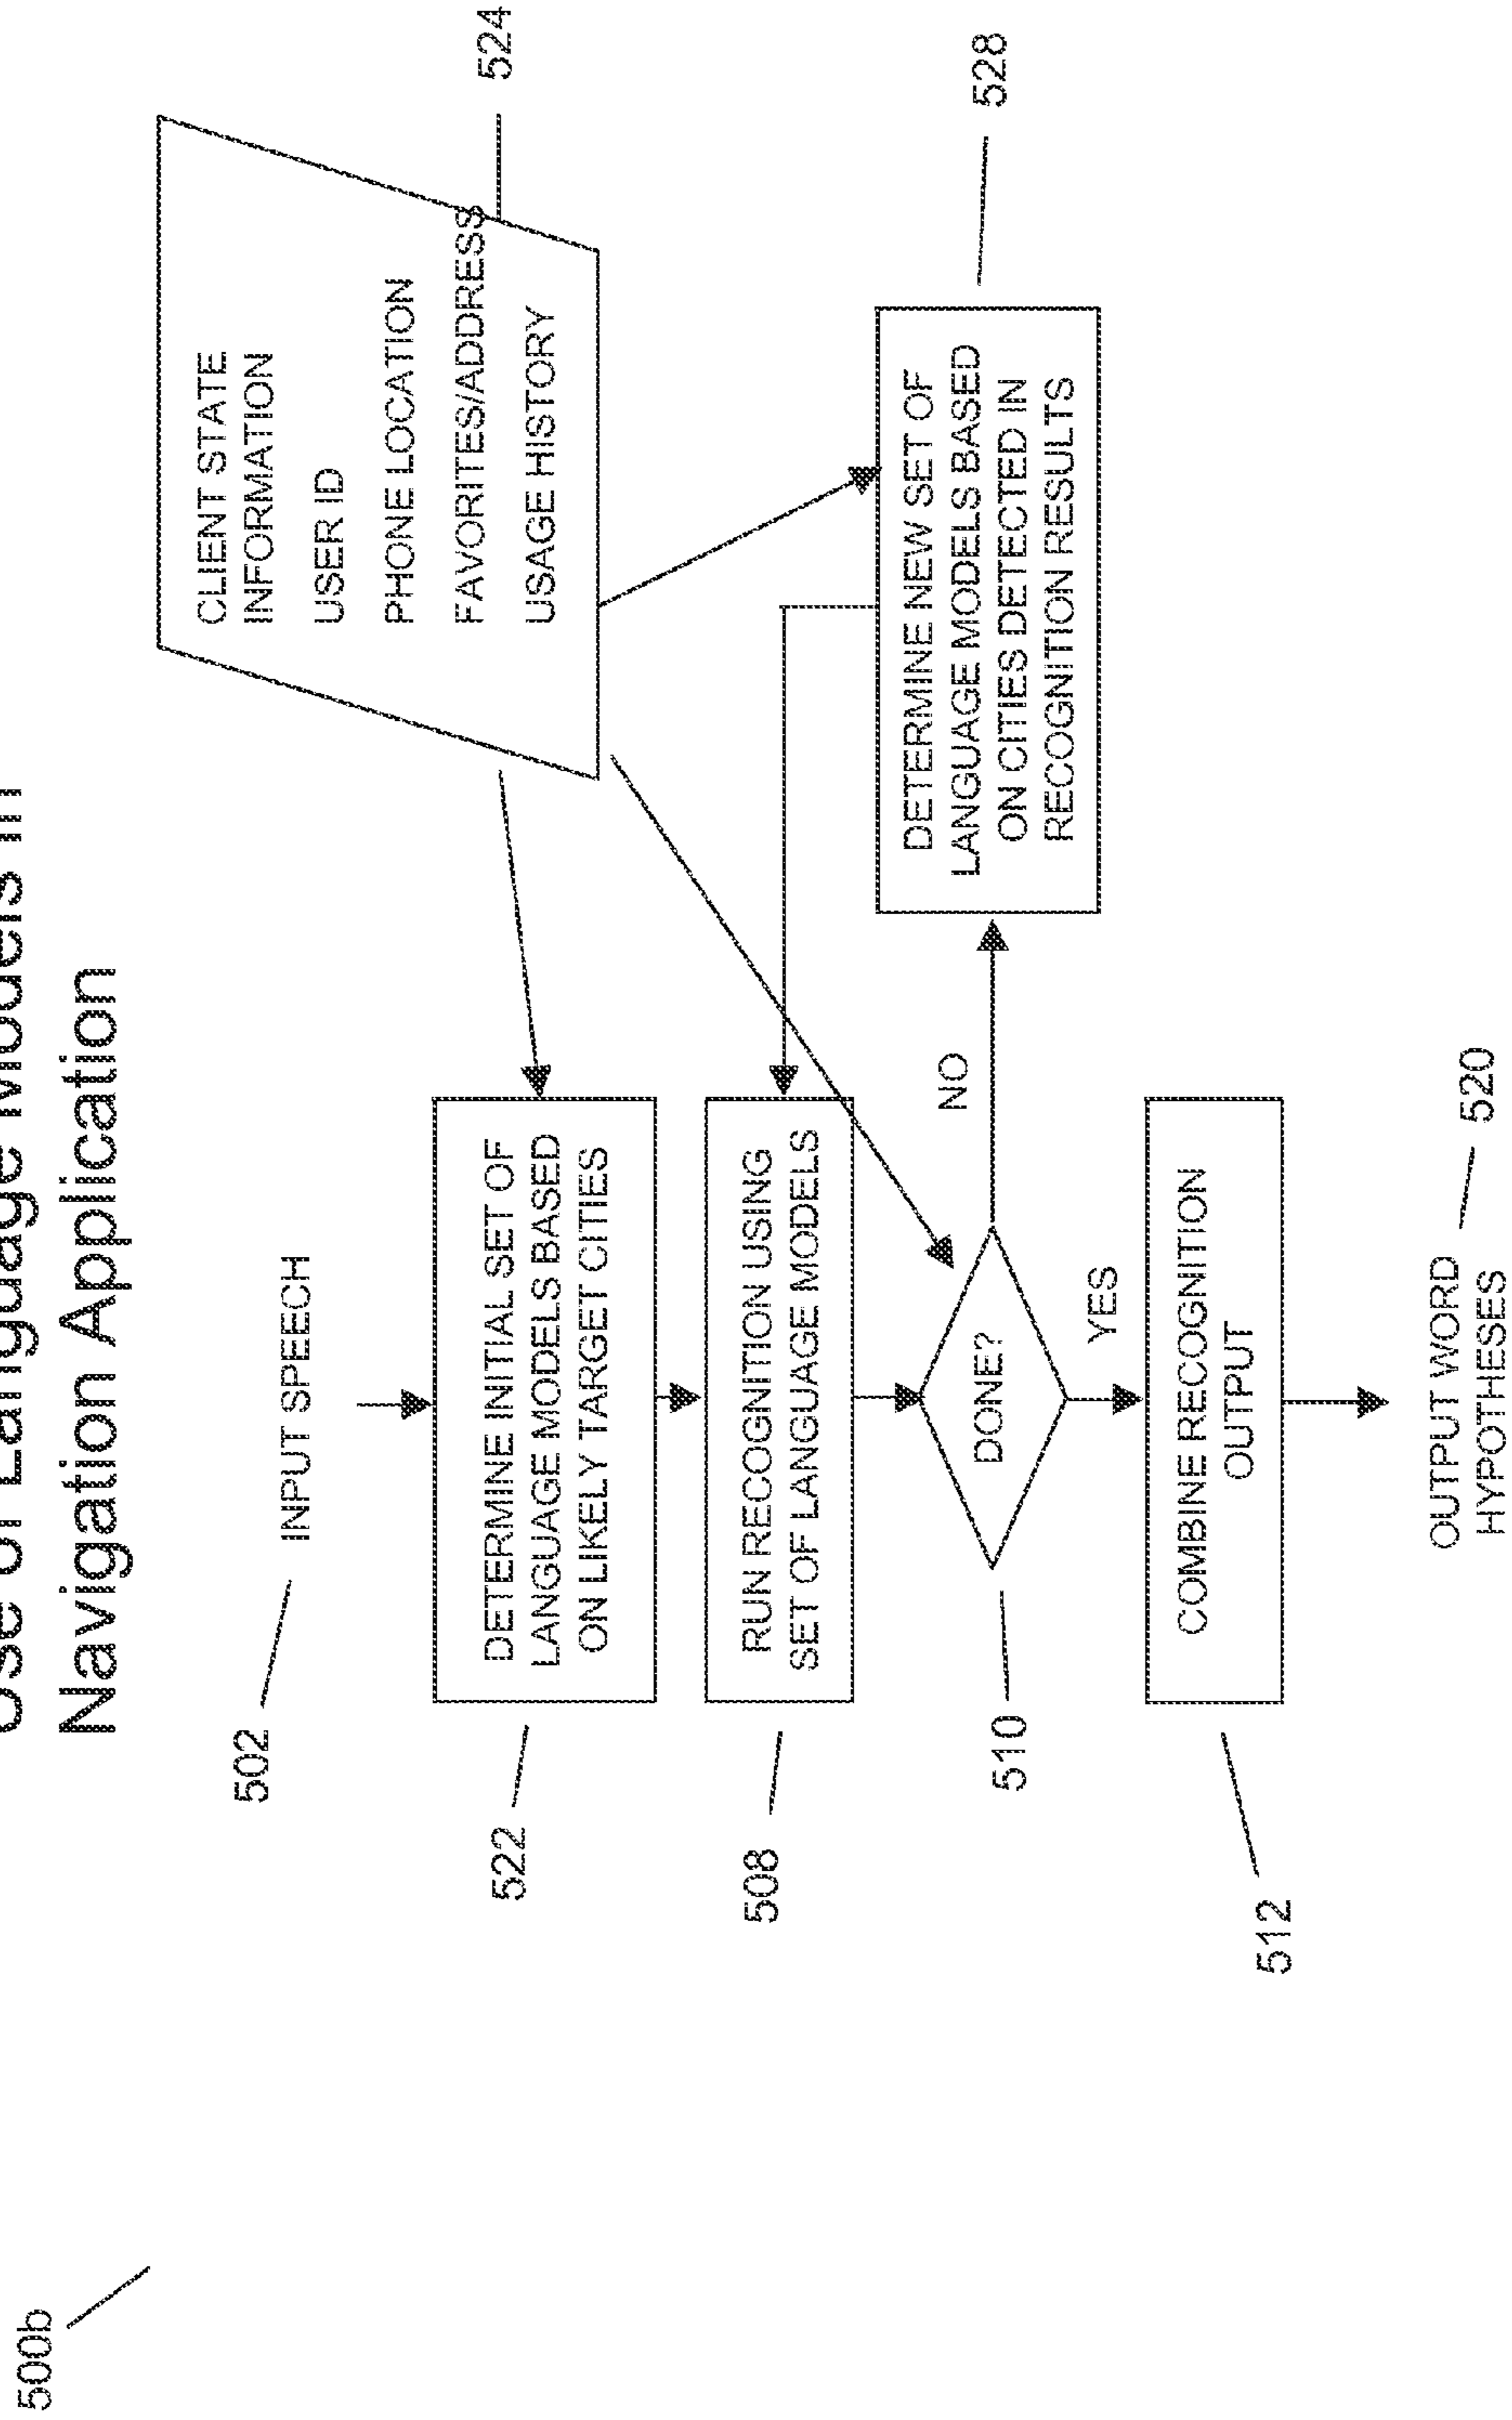 Use of Language Models in
Navigation Application
500b
502
INPUT SPEECH
CLIENT STATE
INFORMATION
USER ID
PHONE LOCATION
FAVORITES/ADDRESS
USAGE HISTORY
524
522
DETERMINE INITIAL SET OF
LANGUAGE MODELS BASED
ON LIKELY TARGET CITIES
508
RUN RECOGNITION USING
SET OF LANGUAGE MODELS
510
DONE?
NO
DETERMINE NEW SET OF
LANGUAGE MODELS BASED
ON CITIES DETECTED IN
RECOGNITION RESULTS
528
YES
512
COMBINE RECOGNITION
OUTPUT
OUTPUT WORD
HYPOTHESES
520